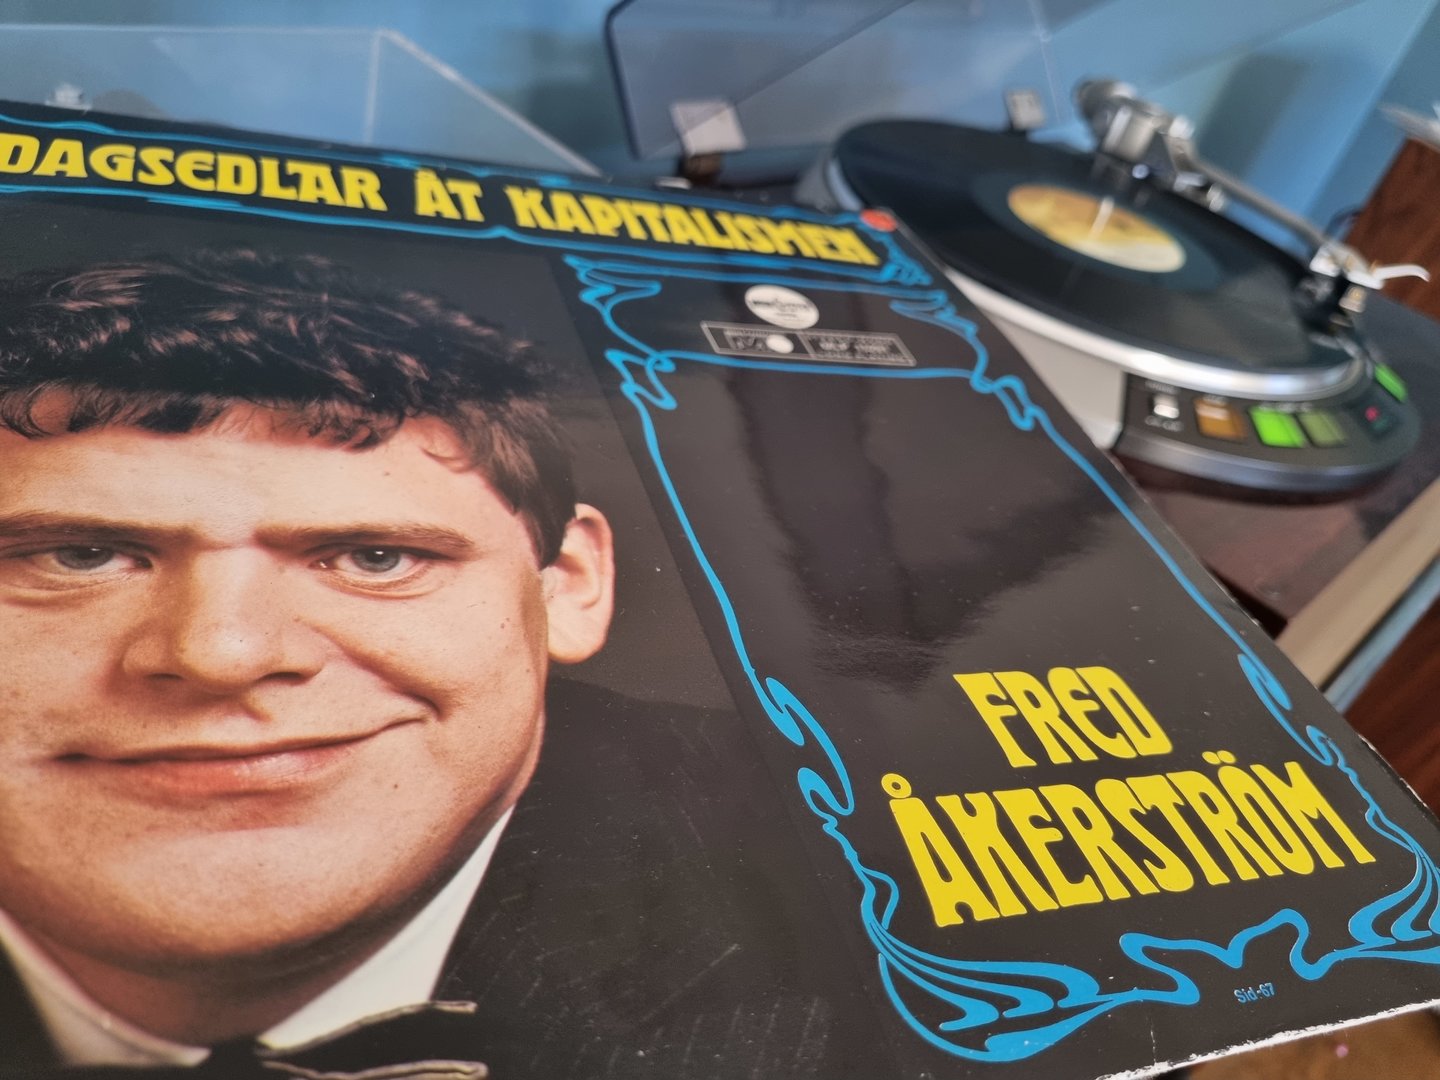 DAGSEDLAR ÅT KAPITALISMEN
FRED
ÅKERSTRÖM
Sid-67